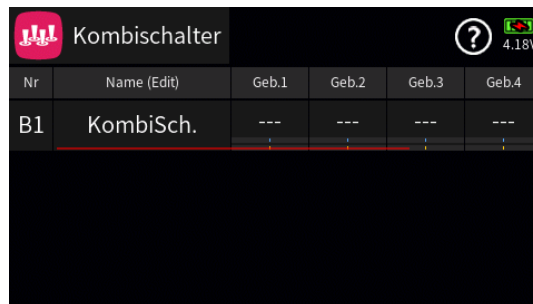 Kombischalter ? 4.18V
Nr Name (Edit) Geb.1 Geb.2 Geb.3 Geb.4
B1 KombiSch. --- --- --- ---